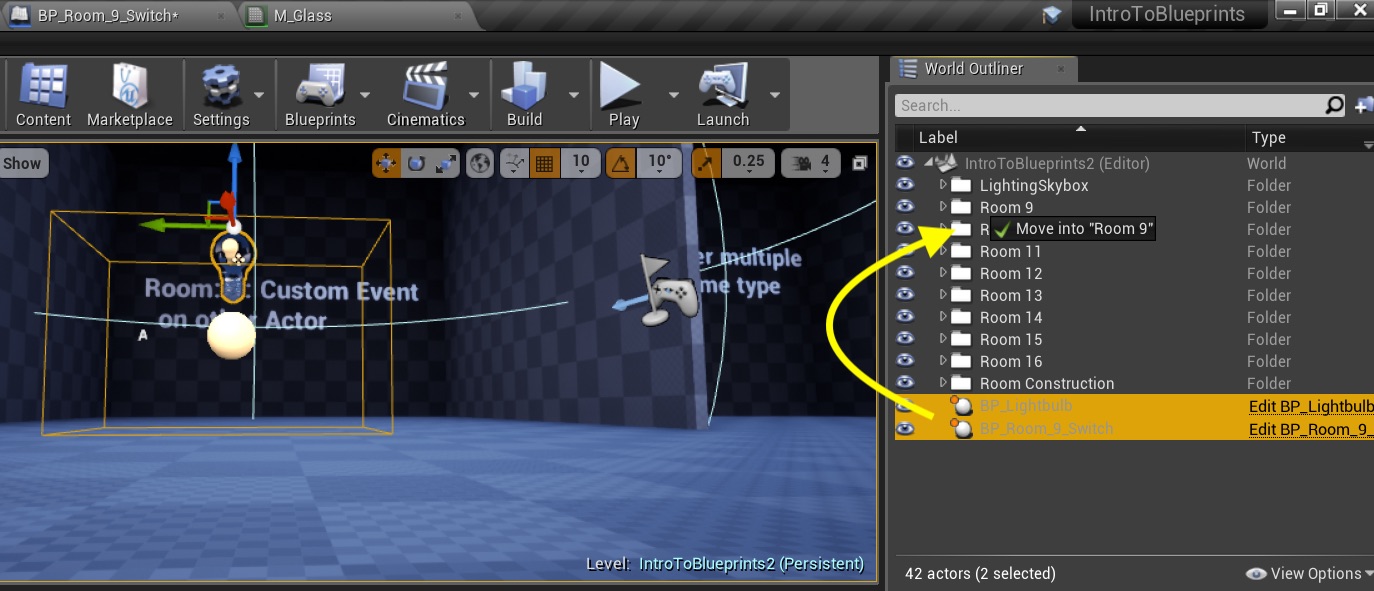 BP_Room_9_Switch*
M_Glass
IntroToBlueprints
Content
Marketplace
Settings
Blueprints
Cinematics
Build
Play
Launch
World Outliner
Search...
Label
Type
Show
10
10°
0.25
4
IntroToBlueprints2 (Editor)
World
LightingSkybox
Folder
Room 9
Folder
R
Move into "Room 9"
Folder
Room 11
Folder
Room 12
Folder
Room 13
Folder
Room 14
Folder
Room 15
Folder
Room 16
Folder
Room Construction
Folder
BP_Lightbulb
Edit BP_Lightbulb
BP_Room_9_Switch
Edit BP_Room_9_
Room: Custom Event
on other Actor
A
er multiple
me type
Level: IntroToBlueprints2 (Persistent)
42 actors (2 selected)
View Options